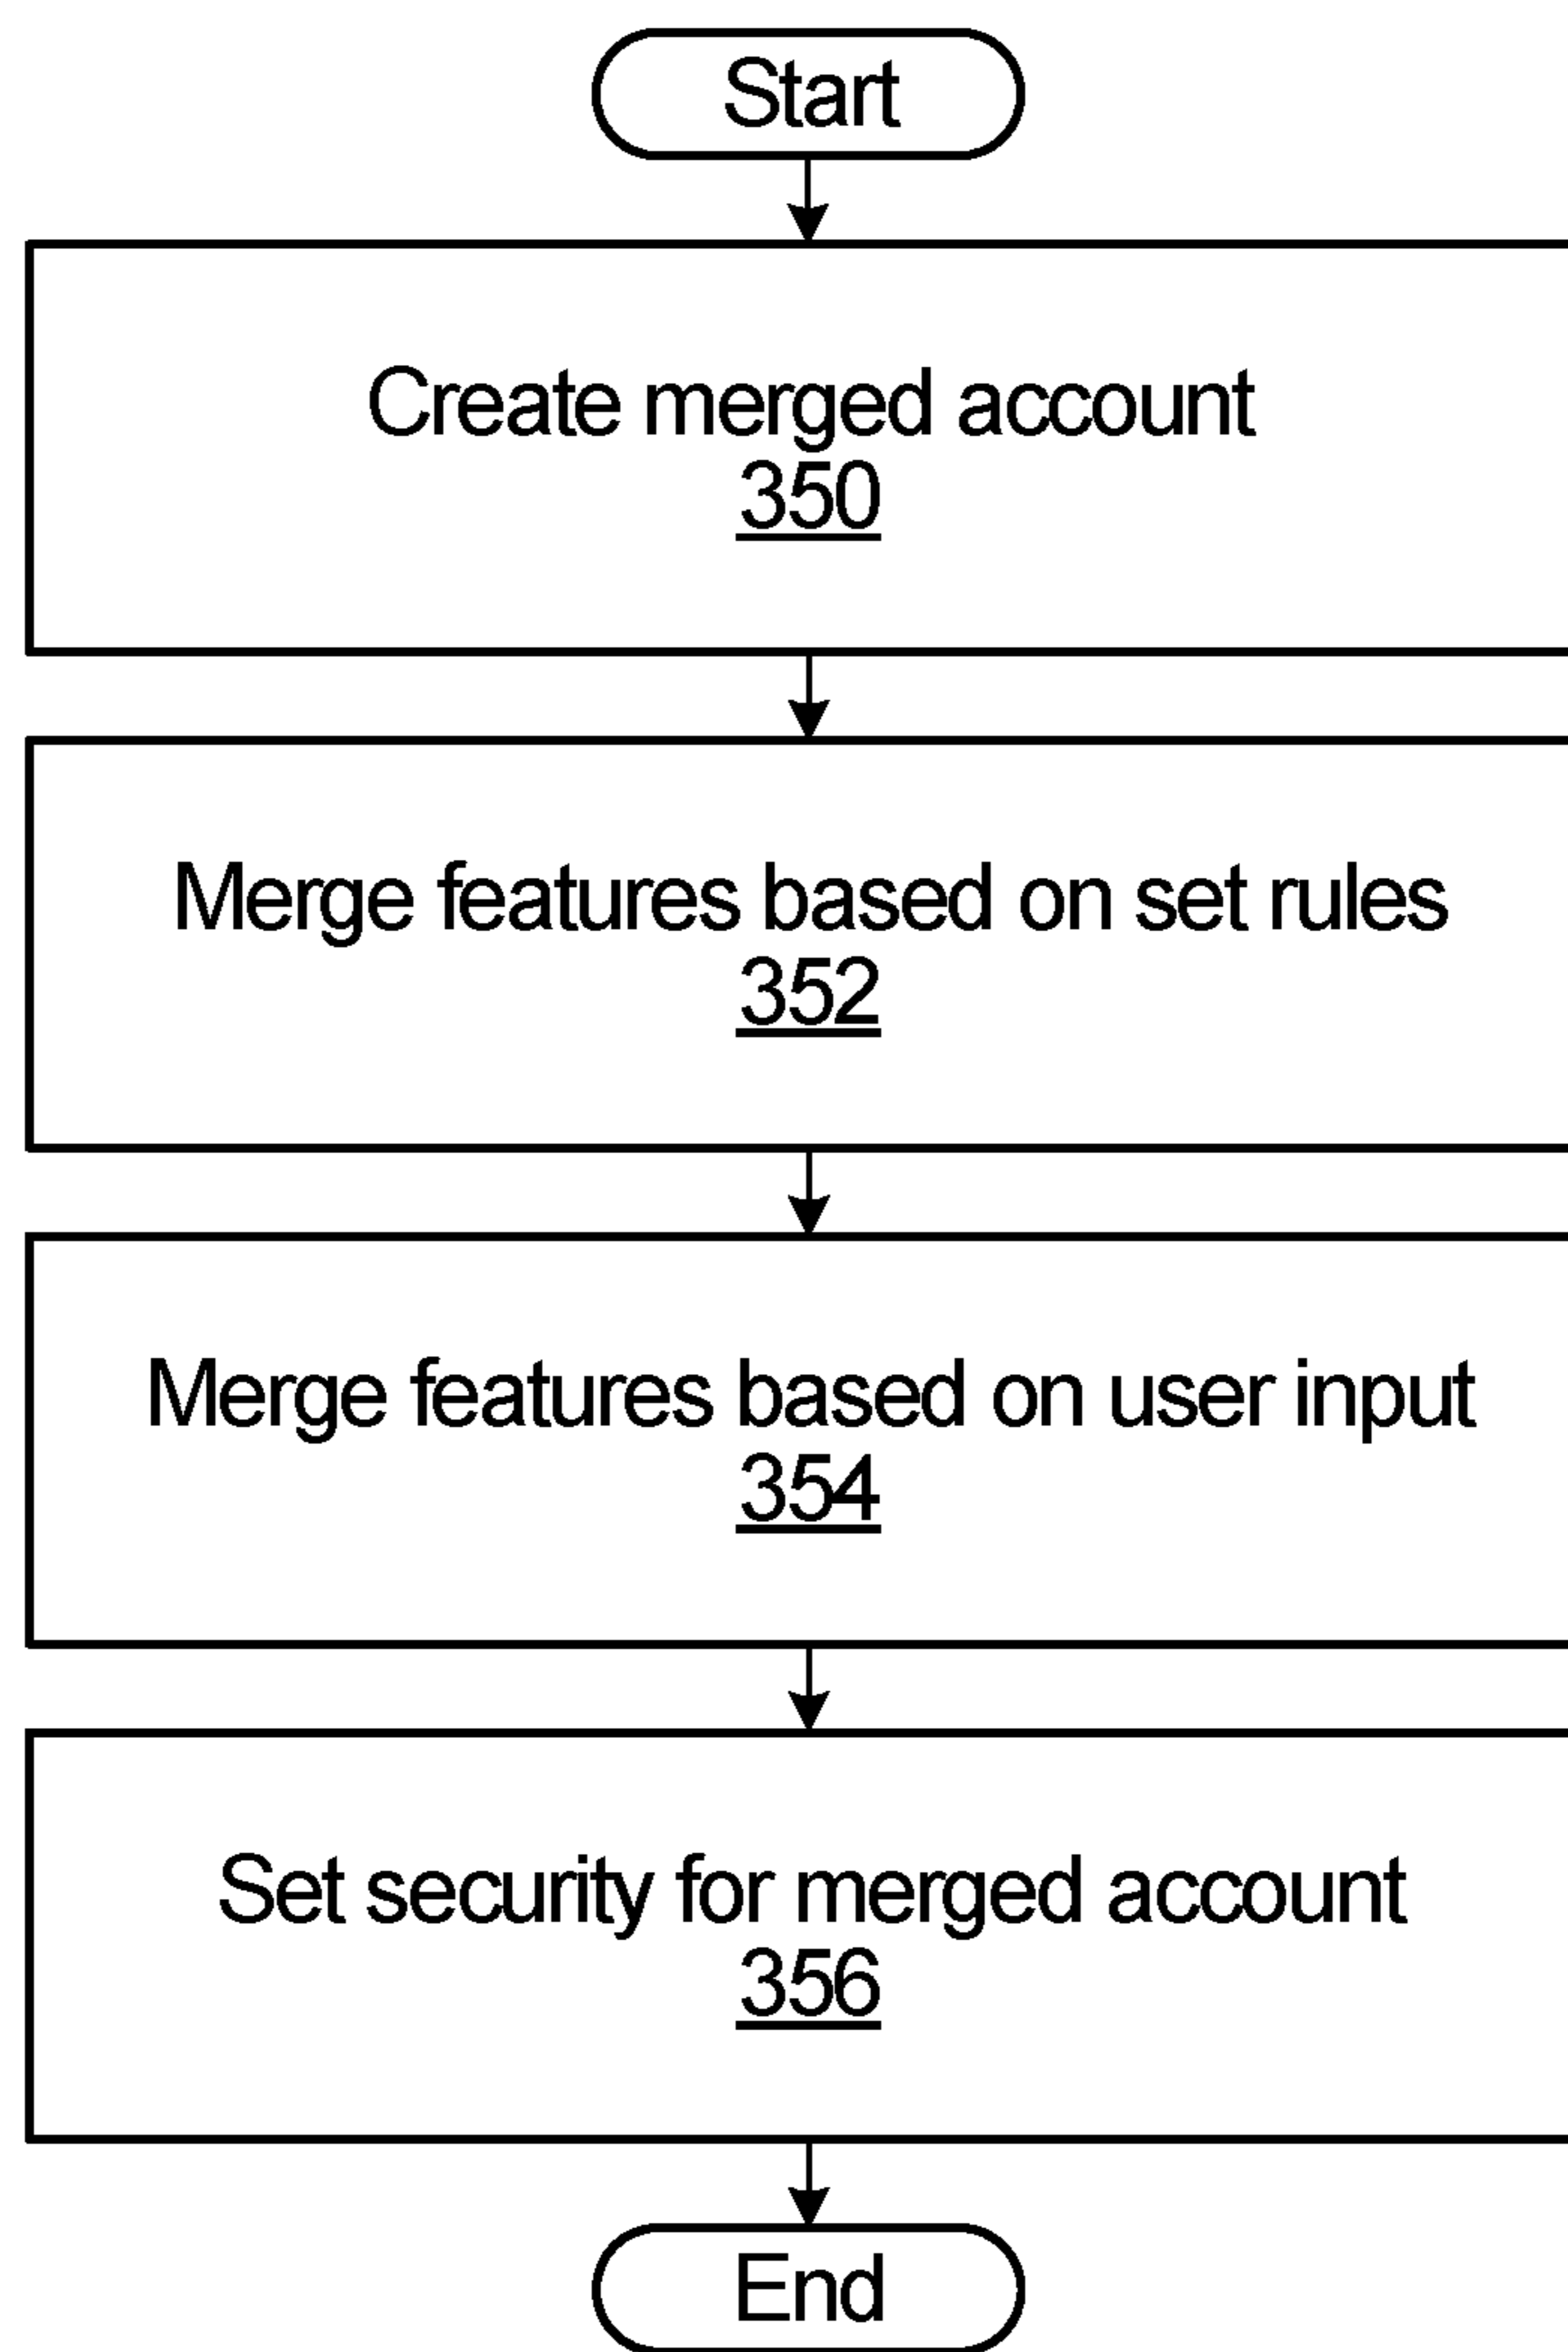 Start
Create merged account
350
Merge features based on set rules
352
Merge features based on user input
354
Set security for merged account
356
End